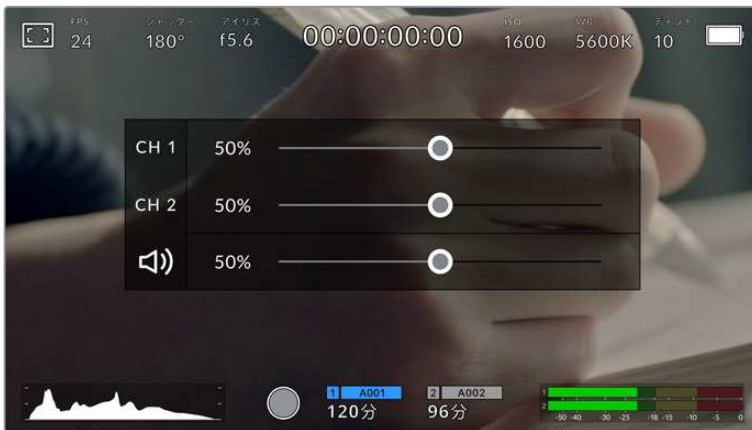 FPS シャッター アイリス ISO WB ティント
24 180° f5.6 00:00:00:00 1600 5600K 10
CH 1 50%
CH 2 50%
50%
1 A001 2 A002
120分 96分
1
2
-50 -40 -30 -25 -18 -15 -10 -5 0